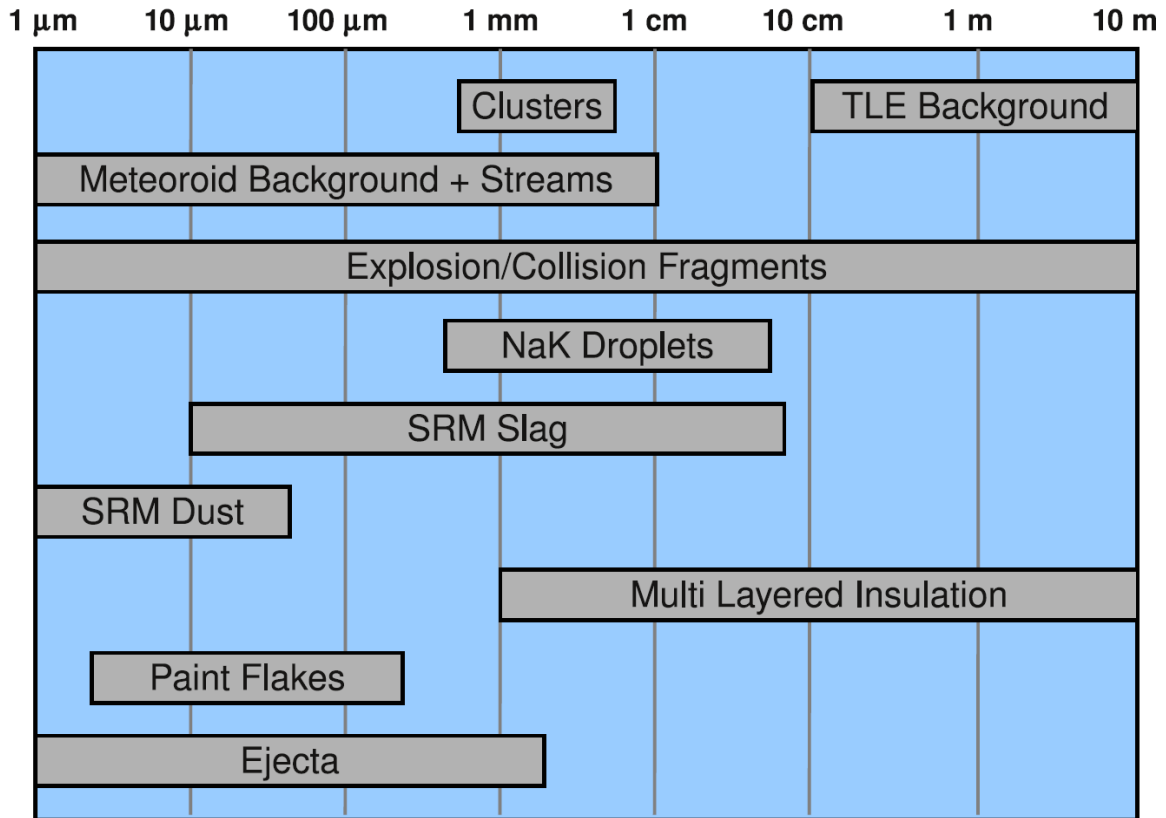 1 μm 10 μm 100 μm 1 mm 1 cm 10 cm 1 m 10 m
Clusters TLE Background
Meteoroid Background + Streams
Explosion/Collision Fragments
NaK Droplets
SRM Slag
SRM Dust
Multi Layered Insulation
Paint Flakes
Ejecta